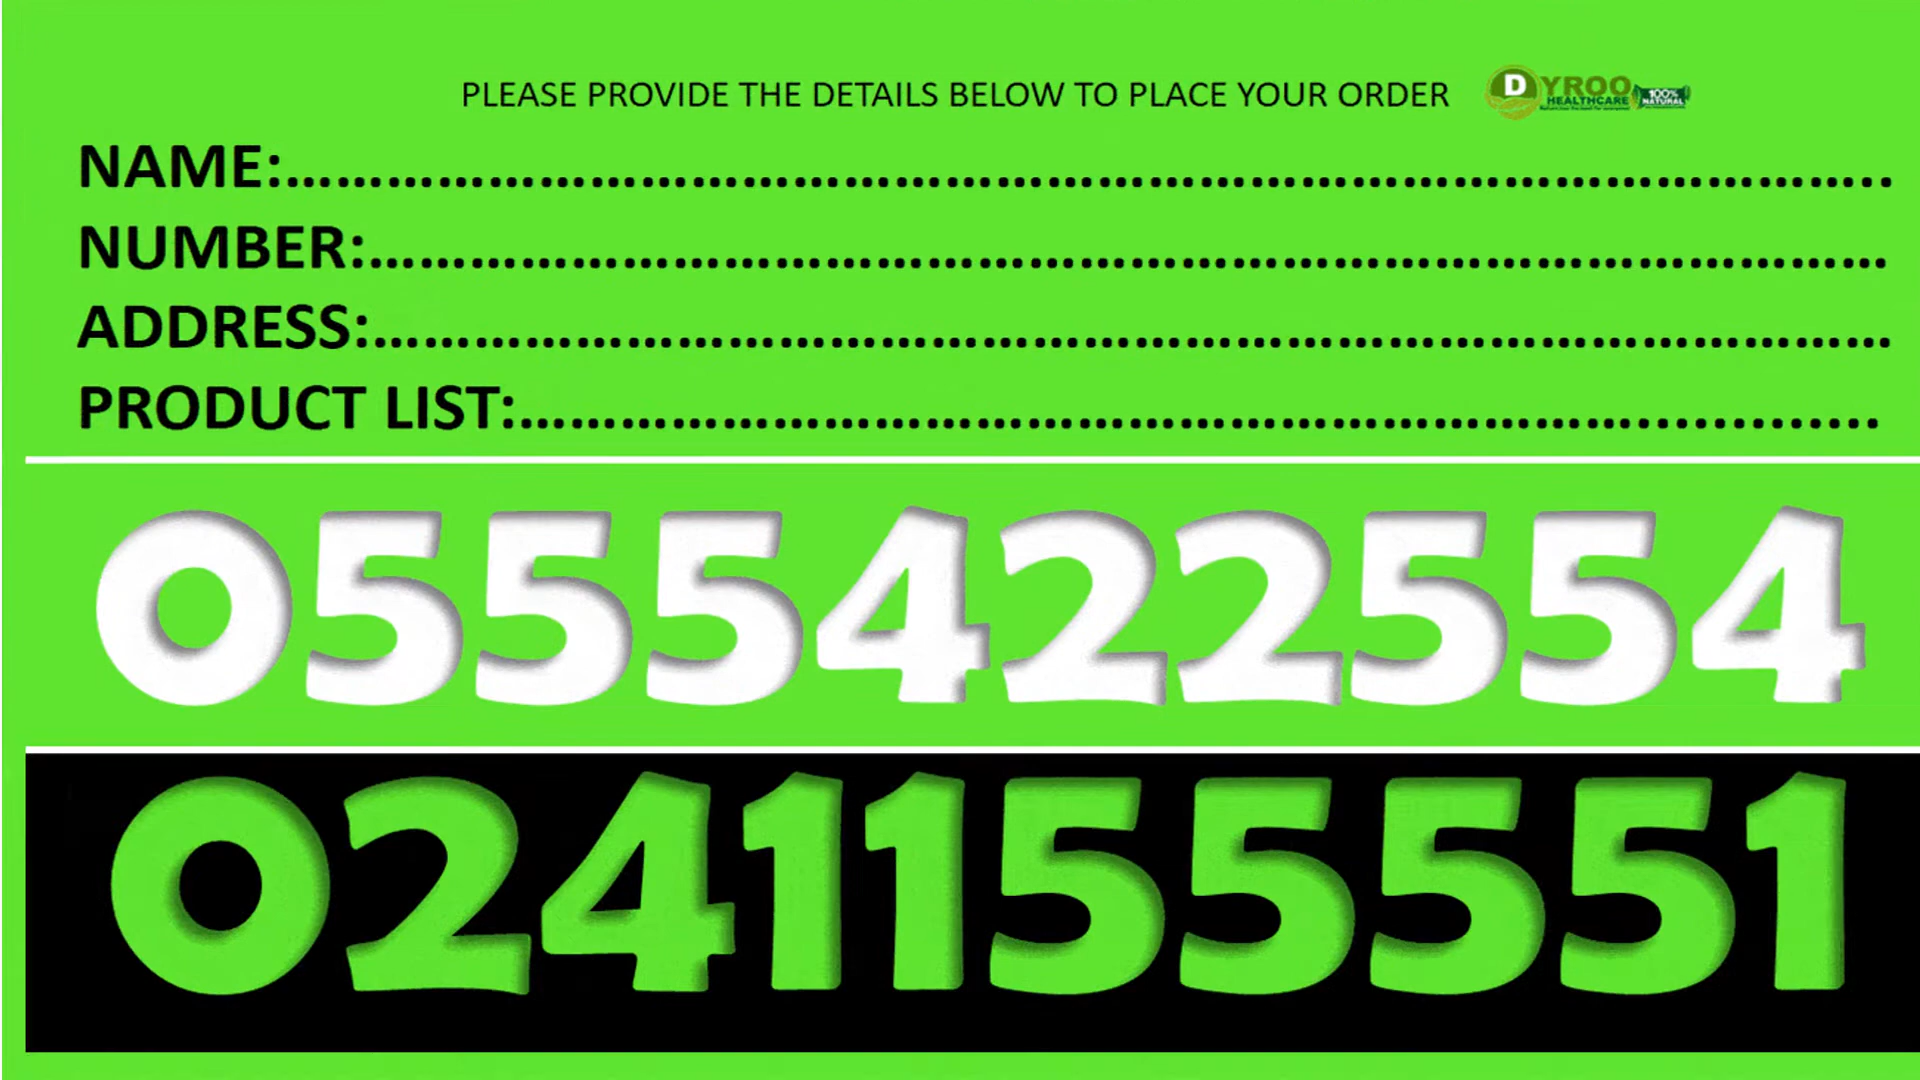 PLEASE PROVIDE THE DETAILS BELOW TO PLACE YOUR ORDER
DYROO
HEALTHCARE
100%
NATURAL
NAME:..........................................................................................
NUMBER:..........................................................................................
ADDRESS:..........................................................................................
PRODUCT LIST:..........................................................................................
0555422554
0241155551